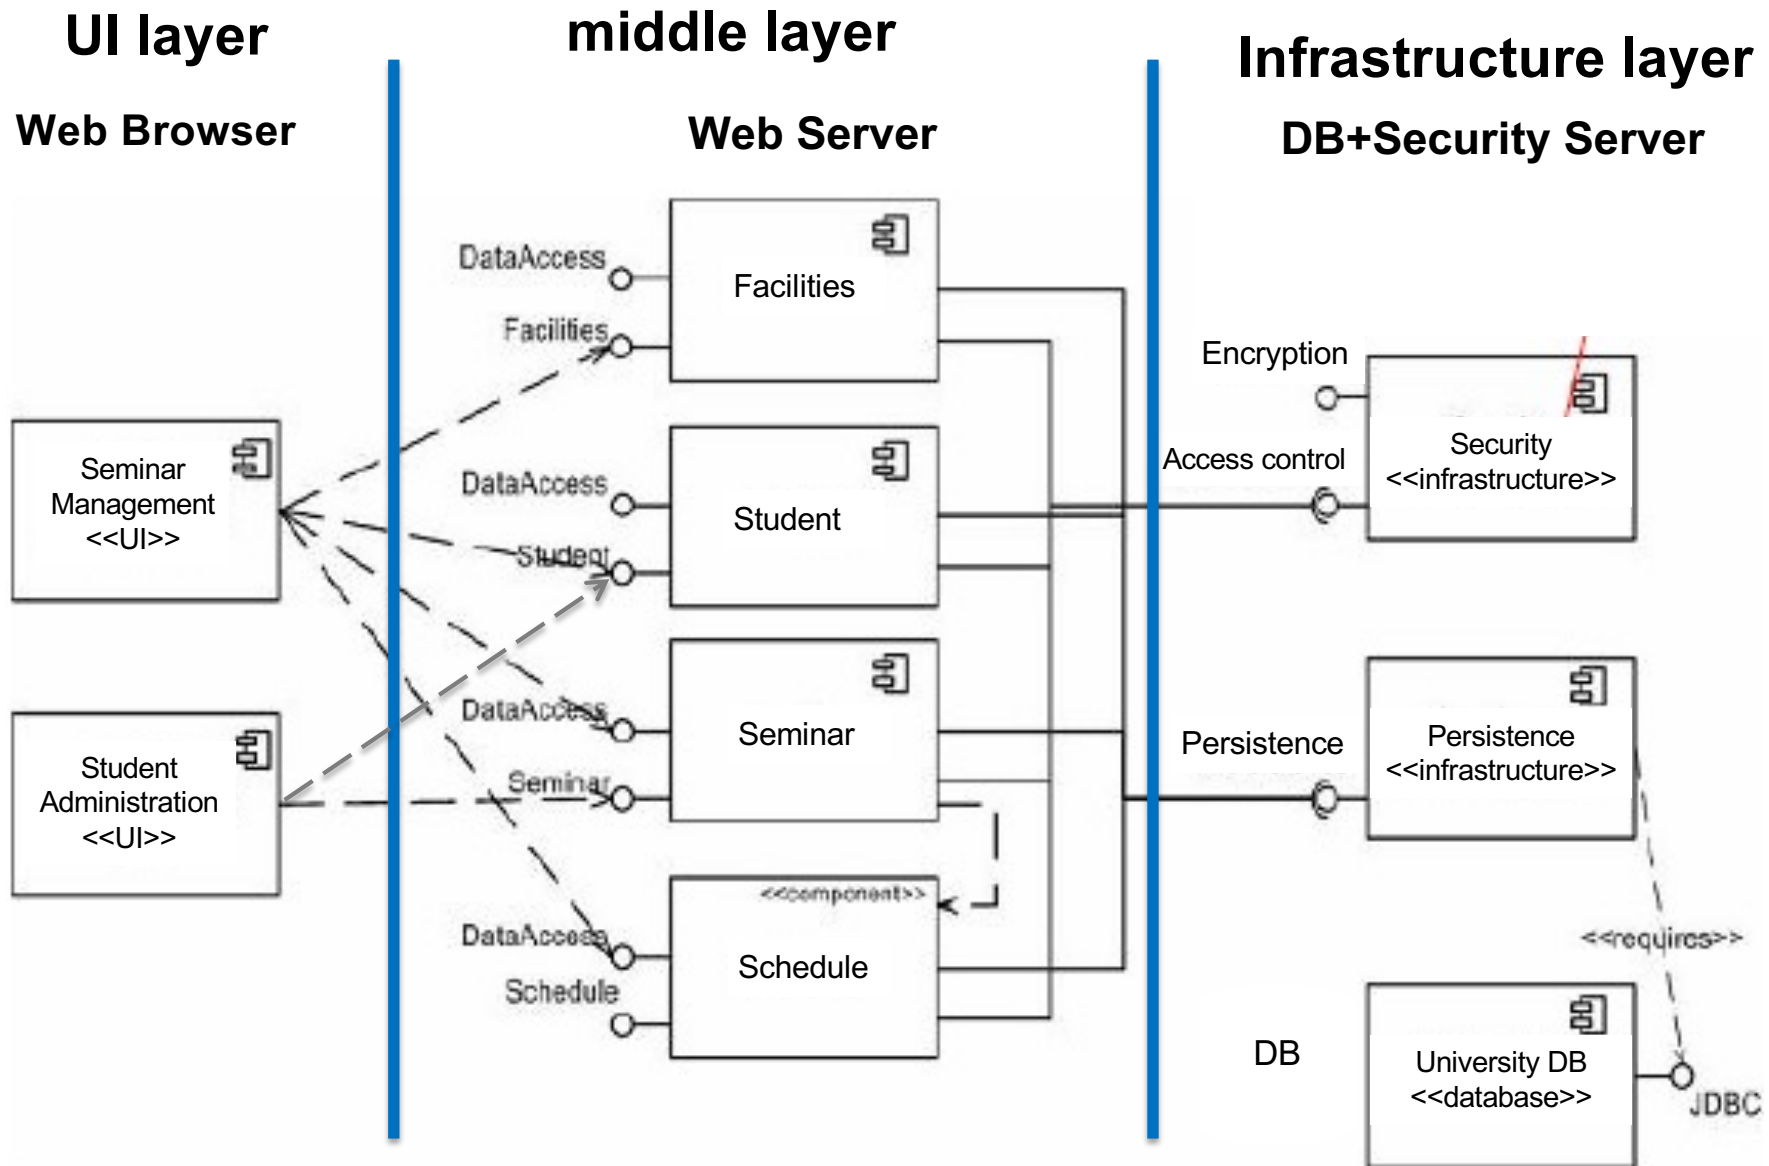 UI layer
middle layer
Infrastructure layer
Web Browser
Web Server
DB+Security Server
Seminar
Management
<<UI>>
Student
Administration
<<UI>>
DataAccess
Facilities
Facilities
DataAccess
Student
Student
DataAccess
Seminar
Seminar
<<component>>
DataAccess
Schedule
Schedule
Encryption
Access control
Security
<<infrastructure>>
Persistence
Persistence
<<infrastructure>>
<<requires>>
DB
University DB
<<database>>
JDBC